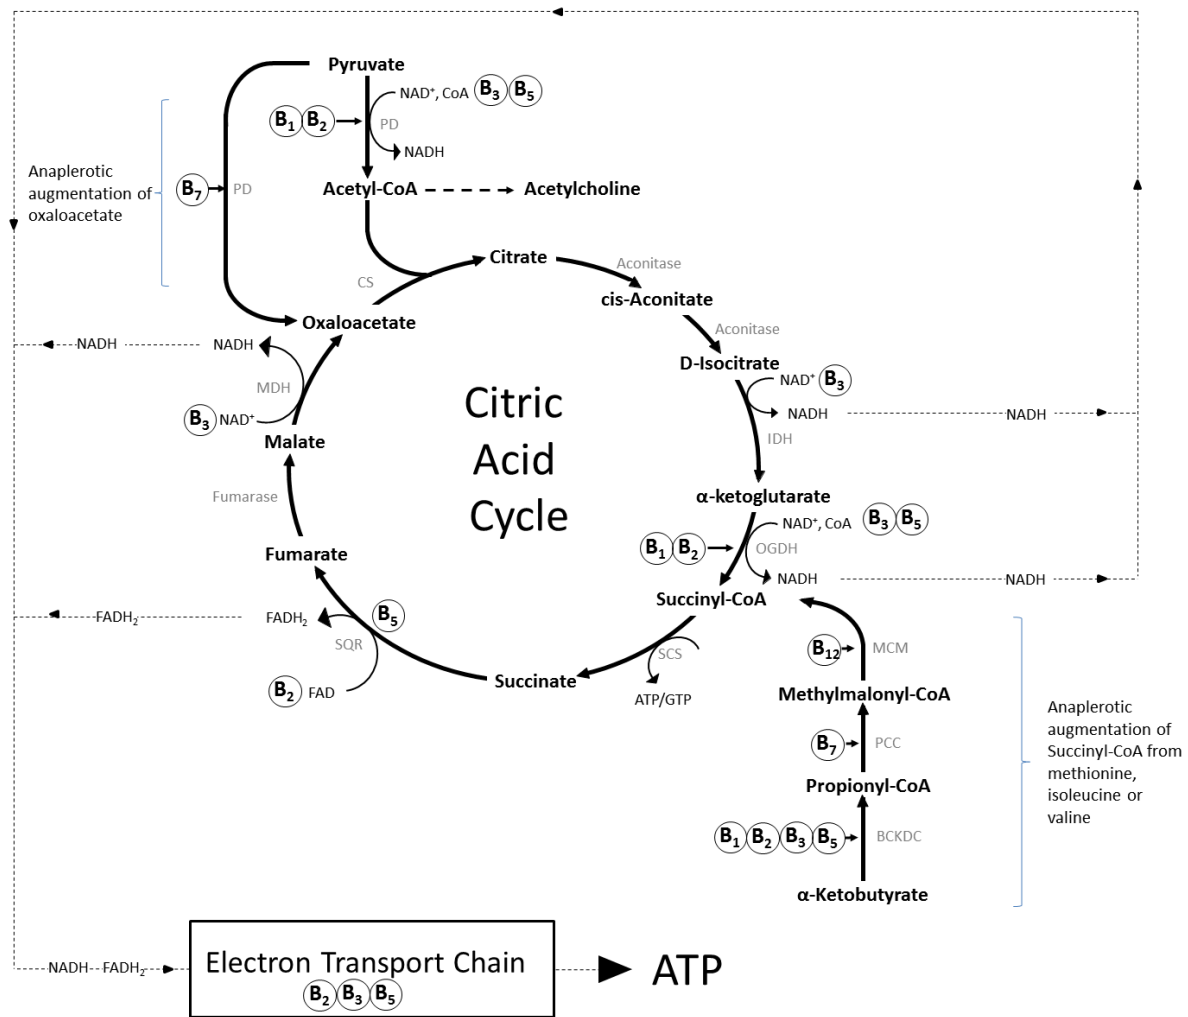 Pyruvate
NAD⁺, CoA B₃ B₅
B₁ B₂
PD
NADH
Anaplerotic
augmentation of
oxaloacetate
B₇
PD
Acetyl-CoA
Acetylcholine
Citrate
Aconitase
CS
cis-Aconitate
Oxaloacetate
Aconitase
NADH
NADH
D-Isocitrate
NAD⁺ B₃
MDH
NADH
NADH
B₃ NAD⁺
IDH
Malate
Citric
Acid
Cycle
Fumarase
α-ketoglutarate
NAD⁺, CoA B₃ B₅
B₁ B₂
OGDH
Fumarate
NADH
NADH
Succinyl-CoA
FADH₂
FADH₂
B₅
SQR
SCS
B₁₂
MCM
B₂ FAD
Succinate
ATP/GTP
Methylmalonyl-CoA
B₇
PCC
Propionyl-CoA
B₁ B₂ B₃ B₅
BCKDC
α-Ketobutyrate
Anaplerotic
augmentation of
Succinyl-CoA from
methionine,
isoleucine or
valine
NADH
FADH₂
Electron Transport Chain
B₂ B₃ B₅
ATP